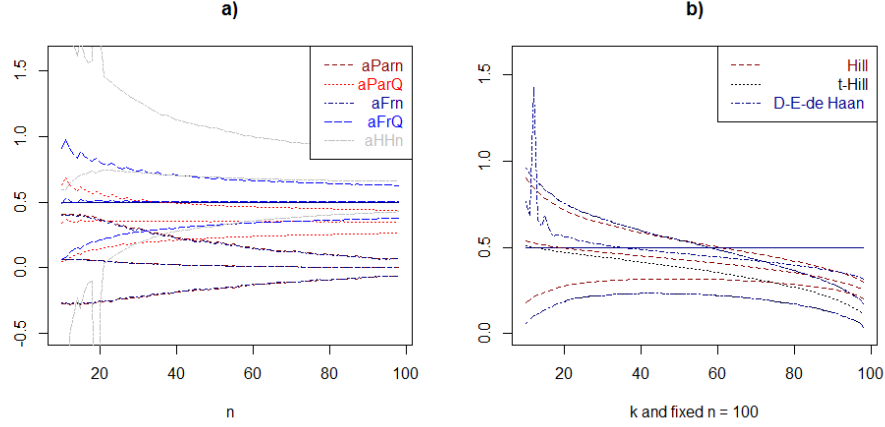 a)
1.5
1.0
0.5
0.0
-0.5
20
40
60
80
100
n
aParn
aParQ
aFrn
aFrQ
aHHn
b)
1.5
1.0
0.5
0.0
20
40
60
80
100
k and fixed n = 100
Hill
t-Hill
D-E-de Haan